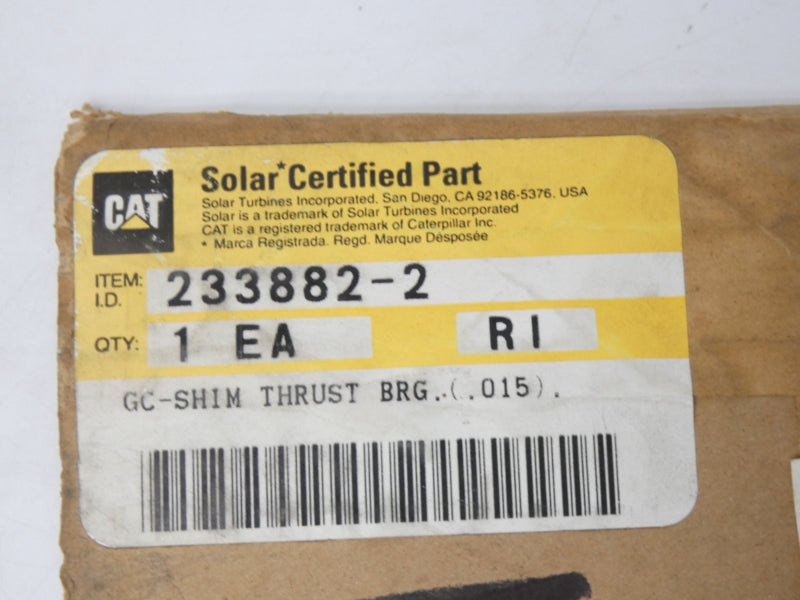 CAT
Solar* Certified Part
Solar Turbines Incorporated, San Diego, CA 92186-5376, USA
Solar is a trademark of Solar Turbines Incorporated
CAT is a registered trademark of Caterpillar Inc.
* Marca Registrada. Regd. Marque Désposée
ITEM: I.D. 233882-2
QTY: 1 EA RI
GC-SHIM THRUST BRG..(.015).